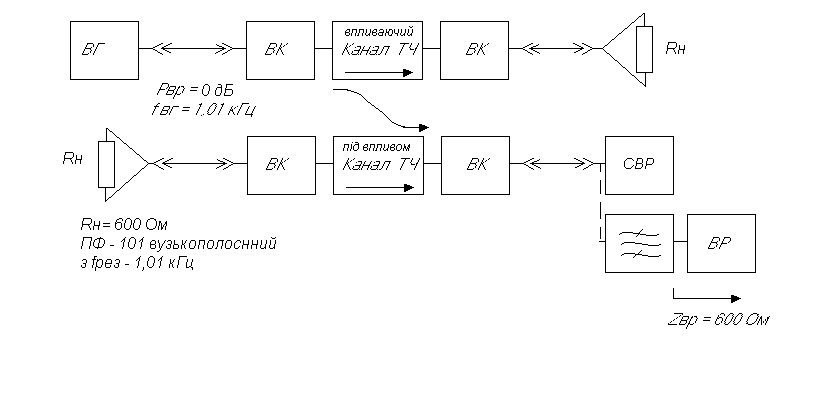 ВГ
ВК
впливаючий
Канал ТЧ
ВК
Rн
Рвр = 0 дБ
f вг = 1,01 кГц
Rн
ВК
під впливом
Канал ТЧ
ВК
СВР
Rн = 600 Ом
ПФ - 101 вузькополоснний
з fрез - 1,01 кГц
ВР
Zвр = 600 Ом